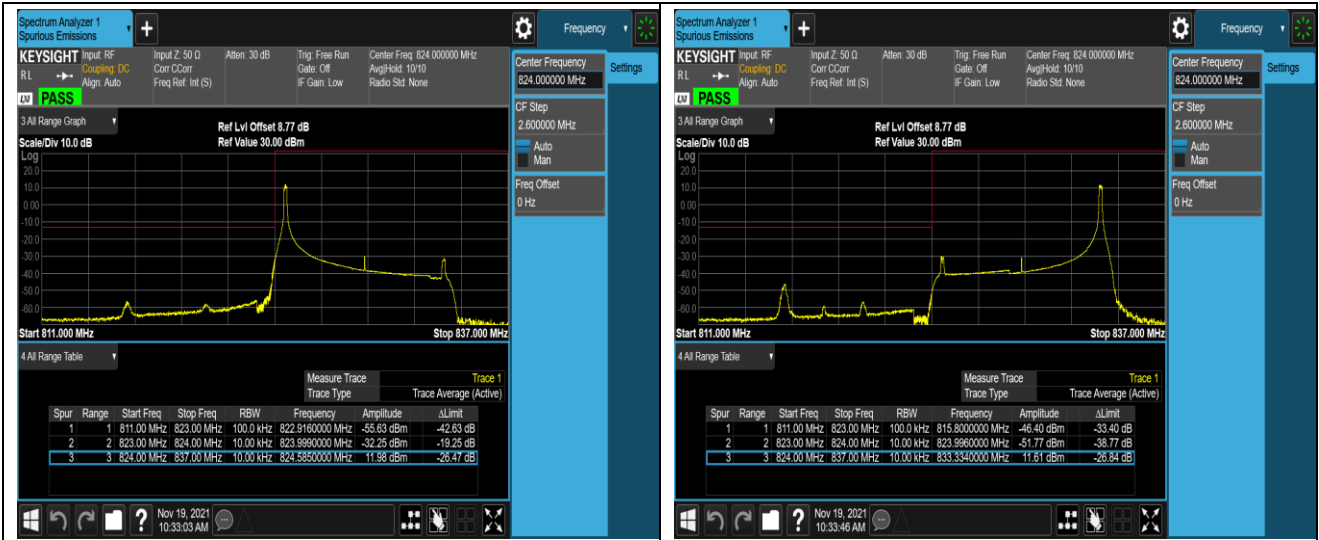 Spectrum Analyzer 1
Spurious Emissions
+
Frequency
KEYSIGHT Input: RF Input Z: 50 Ω Atten: 30 dB Trig: Free Run Center Freq: 824.000000 MHz
Coupling: DC Corr CCorr Gate: Off Avg|Hold: 10/10
R L Align: Auto Freq Ref: Int (S) IF Gain: Low Radio Std: None
LXI PASS
Center Frequency
824.000000 MHz
Settings
CF Step
2.600000 MHz
Auto
Man
Freq Offset
0 Hz
3 All Range Graph
Ref Lvl Offset 8.77 dB
Scale/Div 10.0 dB Ref Value 30.00 dBm
Log
20.0
10.0
0.00
-10.0
-20.0
-30.0
-40.0
-50.0
-60.0
Start 811.000 MHz Stop 837.000 MHz
4 All Range Table
Measure Trace Trace 1
Trace Type Trace Average (Active)
Spur Range Start Freq Stop Freq RBW Frequency Amplitude ΔLimit
1 1 811.00 MHz 823.00 MHz 100.0 kHz 822.9160000 MHz -55.63 dBm -42.63 dB
2 2 823.00 MHz 824.00 MHz 10.00 kHz 823.9990000 MHz -32.25 dBm -19.25 dB
3 3 824.00 MHz 837.00 MHz 10.00 kHz 824.5850000 MHz 11.98 dBm -26.47 dB
?
Nov 19, 2021
10:33:03 AM
Spectrum Analyzer 1
Spurious Emissions
+
Frequency
KEYSIGHT Input: RF Input Z: 50 Ω Atten: 30 dB Trig: Free Run Center Freq: 824.000000 MHz
Coupling: DC Corr CCorr Gate: Off Avg|Hold: 10/10
R L Align: Auto Freq Ref: Int (S) IF Gain: Low Radio Std: None
LXI PASS
Center Frequency
824.000000 MHz
Settings
CF Step
2.600000 MHz
Auto
Man
Freq Offset
0 Hz
3 All Range Graph
Ref Lvl Offset 8.77 dB
Scale/Div 10.0 dB Ref Value 30.00 dBm
Log
20.0
10.0
0.00
-10.0
-20.0
-30.0
-40.0
-50.0
-60.0
Start 811.000 MHz Stop 837.000 MHz
4 All Range Table
Measure Trace Trace 1
Trace Type Trace Average (Active)
Spur Range Start Freq Stop Freq RBW Frequency Amplitude ΔLimit
1 1 811.00 MHz 823.00 MHz 100.0 kHz 815.8000000 MHz -46.40 dBm -33.40 dB
2 2 823.00 MHz 824.00 MHz 10.00 kHz 823.9960000 MHz -51.77 dBm -38.77 dB
3 3 824.00 MHz 837.00 MHz 10.00 kHz 833.3340000 MHz 11.61 dBm -26.84 dB
?
Nov 19, 2021
10:33:46 AM